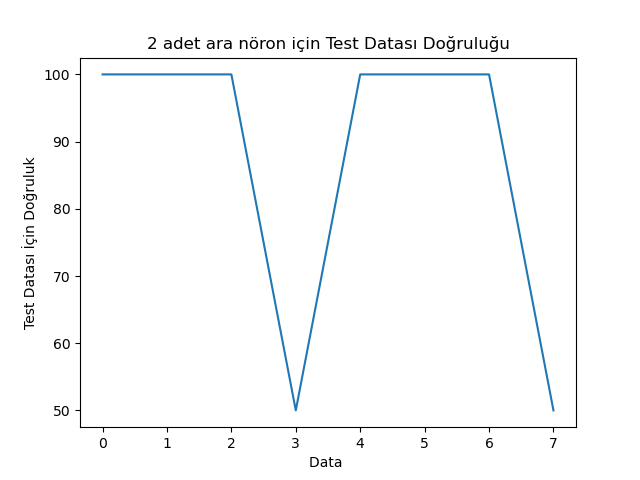 2 adet ara nöron için Test Datası Doğruluğu
100
90
80
70
60
50
Test Datası İçin Doğruluk
0 1 2 3 4 5 6 7
Data